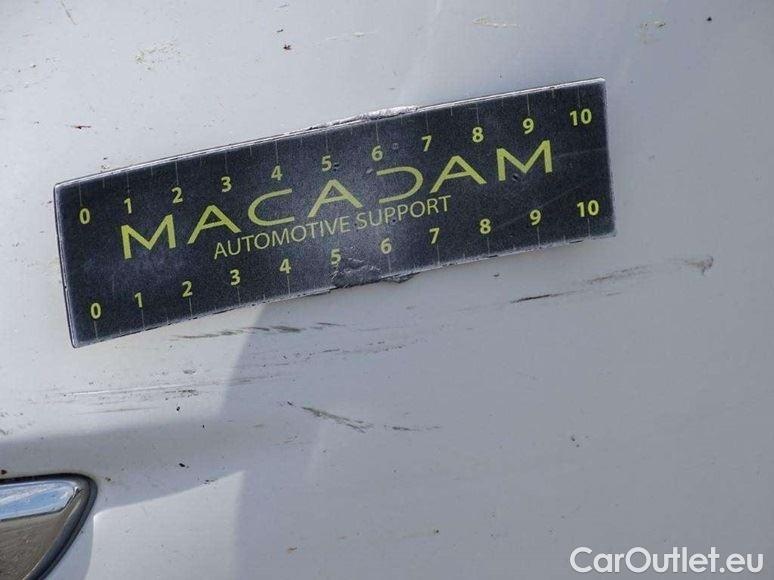 0 1 2 3 4 5 6 7 8 9 10
MACADAM
AUTOMOTIVE SUPPORT
0 1 2 3 4 5 6 7 8 9 10
CarOutlet.eu